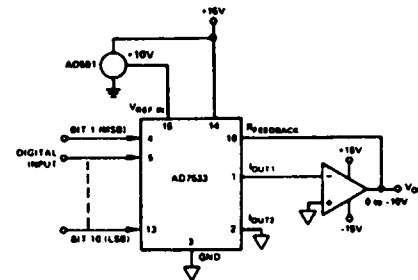 +15V
AD581
+10V
VREF IN
15
14
BIT 1 (MSB)
4
RFEEDBACK
16
DIGITAL
INPUT
5
IOUT1
1
+15V
AD7533
VO
0 to -10V
IOUT2
2
-15V
BIT 10 (LSB)
13
3
GND